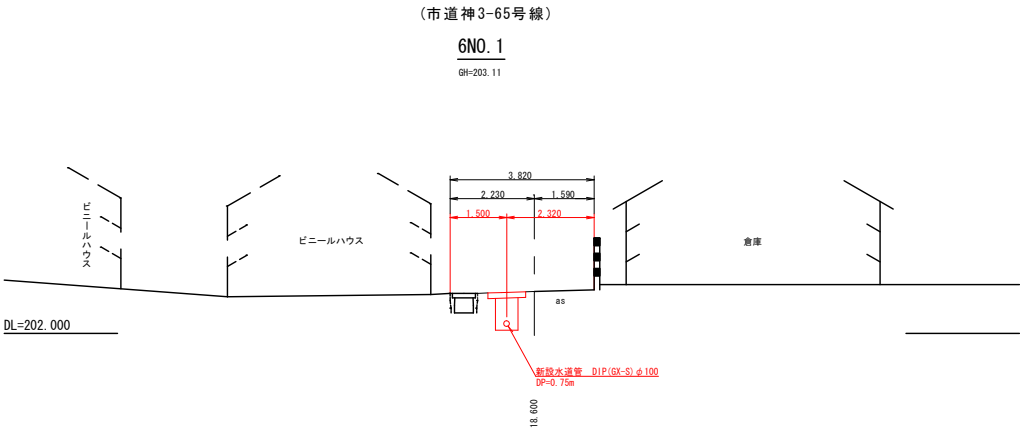 (市道神3-65号線)
6NO.1
GH=203.11
3.820
2.230
1.590
1.500
2.320
ビニールハウス
ビニールハウス
倉庫
as
DL=202.000
新設水道管 DIP(GX-S)φ100
DP=0.75m
18.600